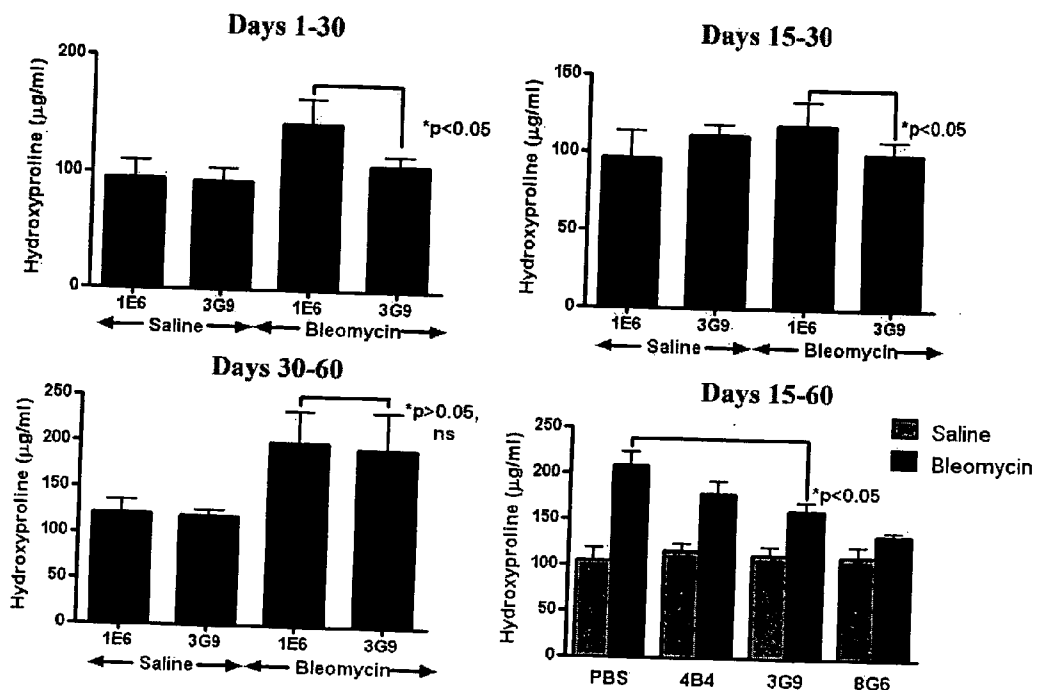 Days 1-30
Hydroxyproline (µg/ml)
200
100
0
*p<0.05
1E6 3G9 1E6 3G9
Saline Bleomycin
Days 15-30
Hydroxyproline (µg/ml)
150
100
50
0
*p<0.05
1E6 3G9 1E6 3G9
Saline Bleomycin
Days 30-60
Hydroxyproline (µg/ml)
250
200
150
100
50
0
*p>0.05,
ns
1E6 3G9 1E6 3G9
Saline Bleomycin
Days 15-60
Hydroxyproline (µg/ml)
250
200
150
100
50
0
Saline
Bleomycin
*p<0.05
PBS 4B4 3G9 8G6